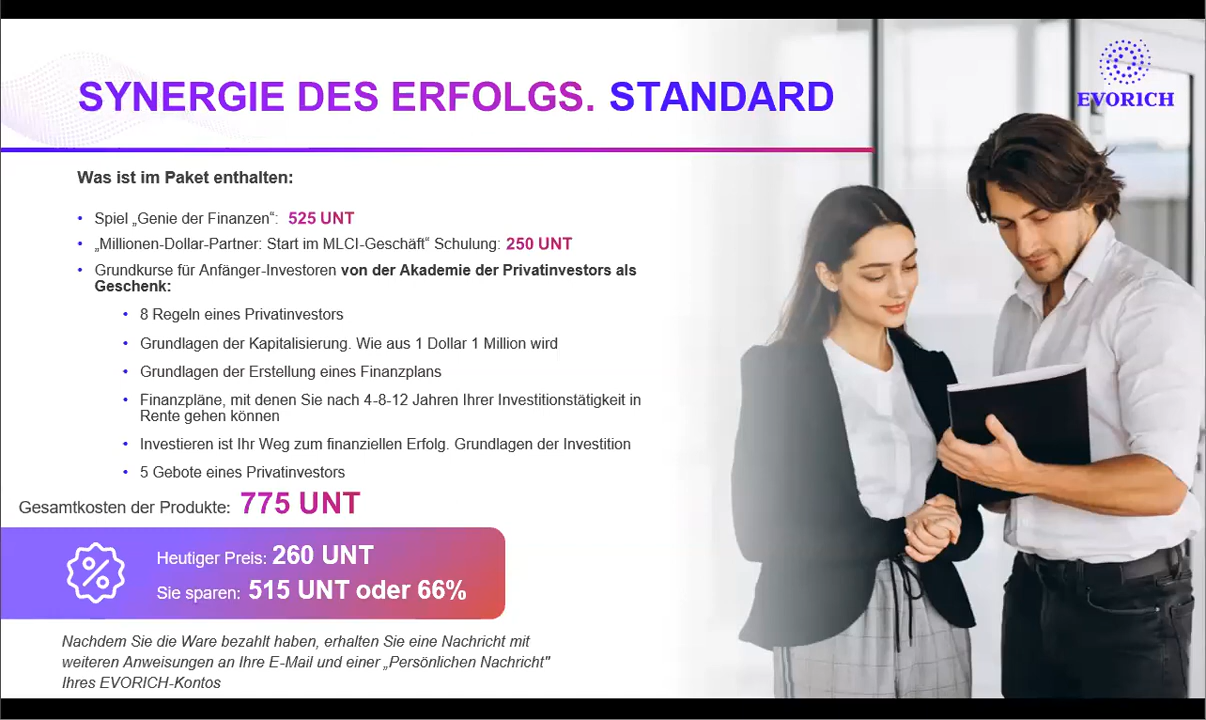 SYNERGIE DES ERFOLGS. STANDARD
EVORICH
Was ist im Paket enthalten:
• Spiel „Genie der Finanzen“: 525 UNT
• „Millionen-Dollar-Partner: Start im MLCI-Geschäft“ Schulung: 250 UNT
• Grundkurse für Anfänger-Investoren von der Akademie der Privatinvestors als
Geschenk:
• 8 Regeln eines Privatinvestors
• Grundlagen der Kapitalisierung. Wie aus 1 Dollar 1 Million wird
• Grundlagen der Erstellung eines Finanzplans
• Finanzpläne, mit denen Sie nach 4-8-12 Jahren Ihrer Investitionstätigkeit in
Rente gehen können
• Investieren ist Ihr Weg zum finanziellen Erfolg. Grundlagen der Investition
• 5 Gebote eines Privatinvestors
Gesamtkosten der Produkte: 775 UNT
Heutiger Preis: 260 UNT
Sie sparen: 515 UNT oder 66%
Nachdem Sie die Ware bezahlt haben, erhalten Sie eine Nachricht mit
weiteren Anweisungen an Ihre E-Mail und einer „Persönlichen Nachricht"
Ihres EVORICH-Kontos